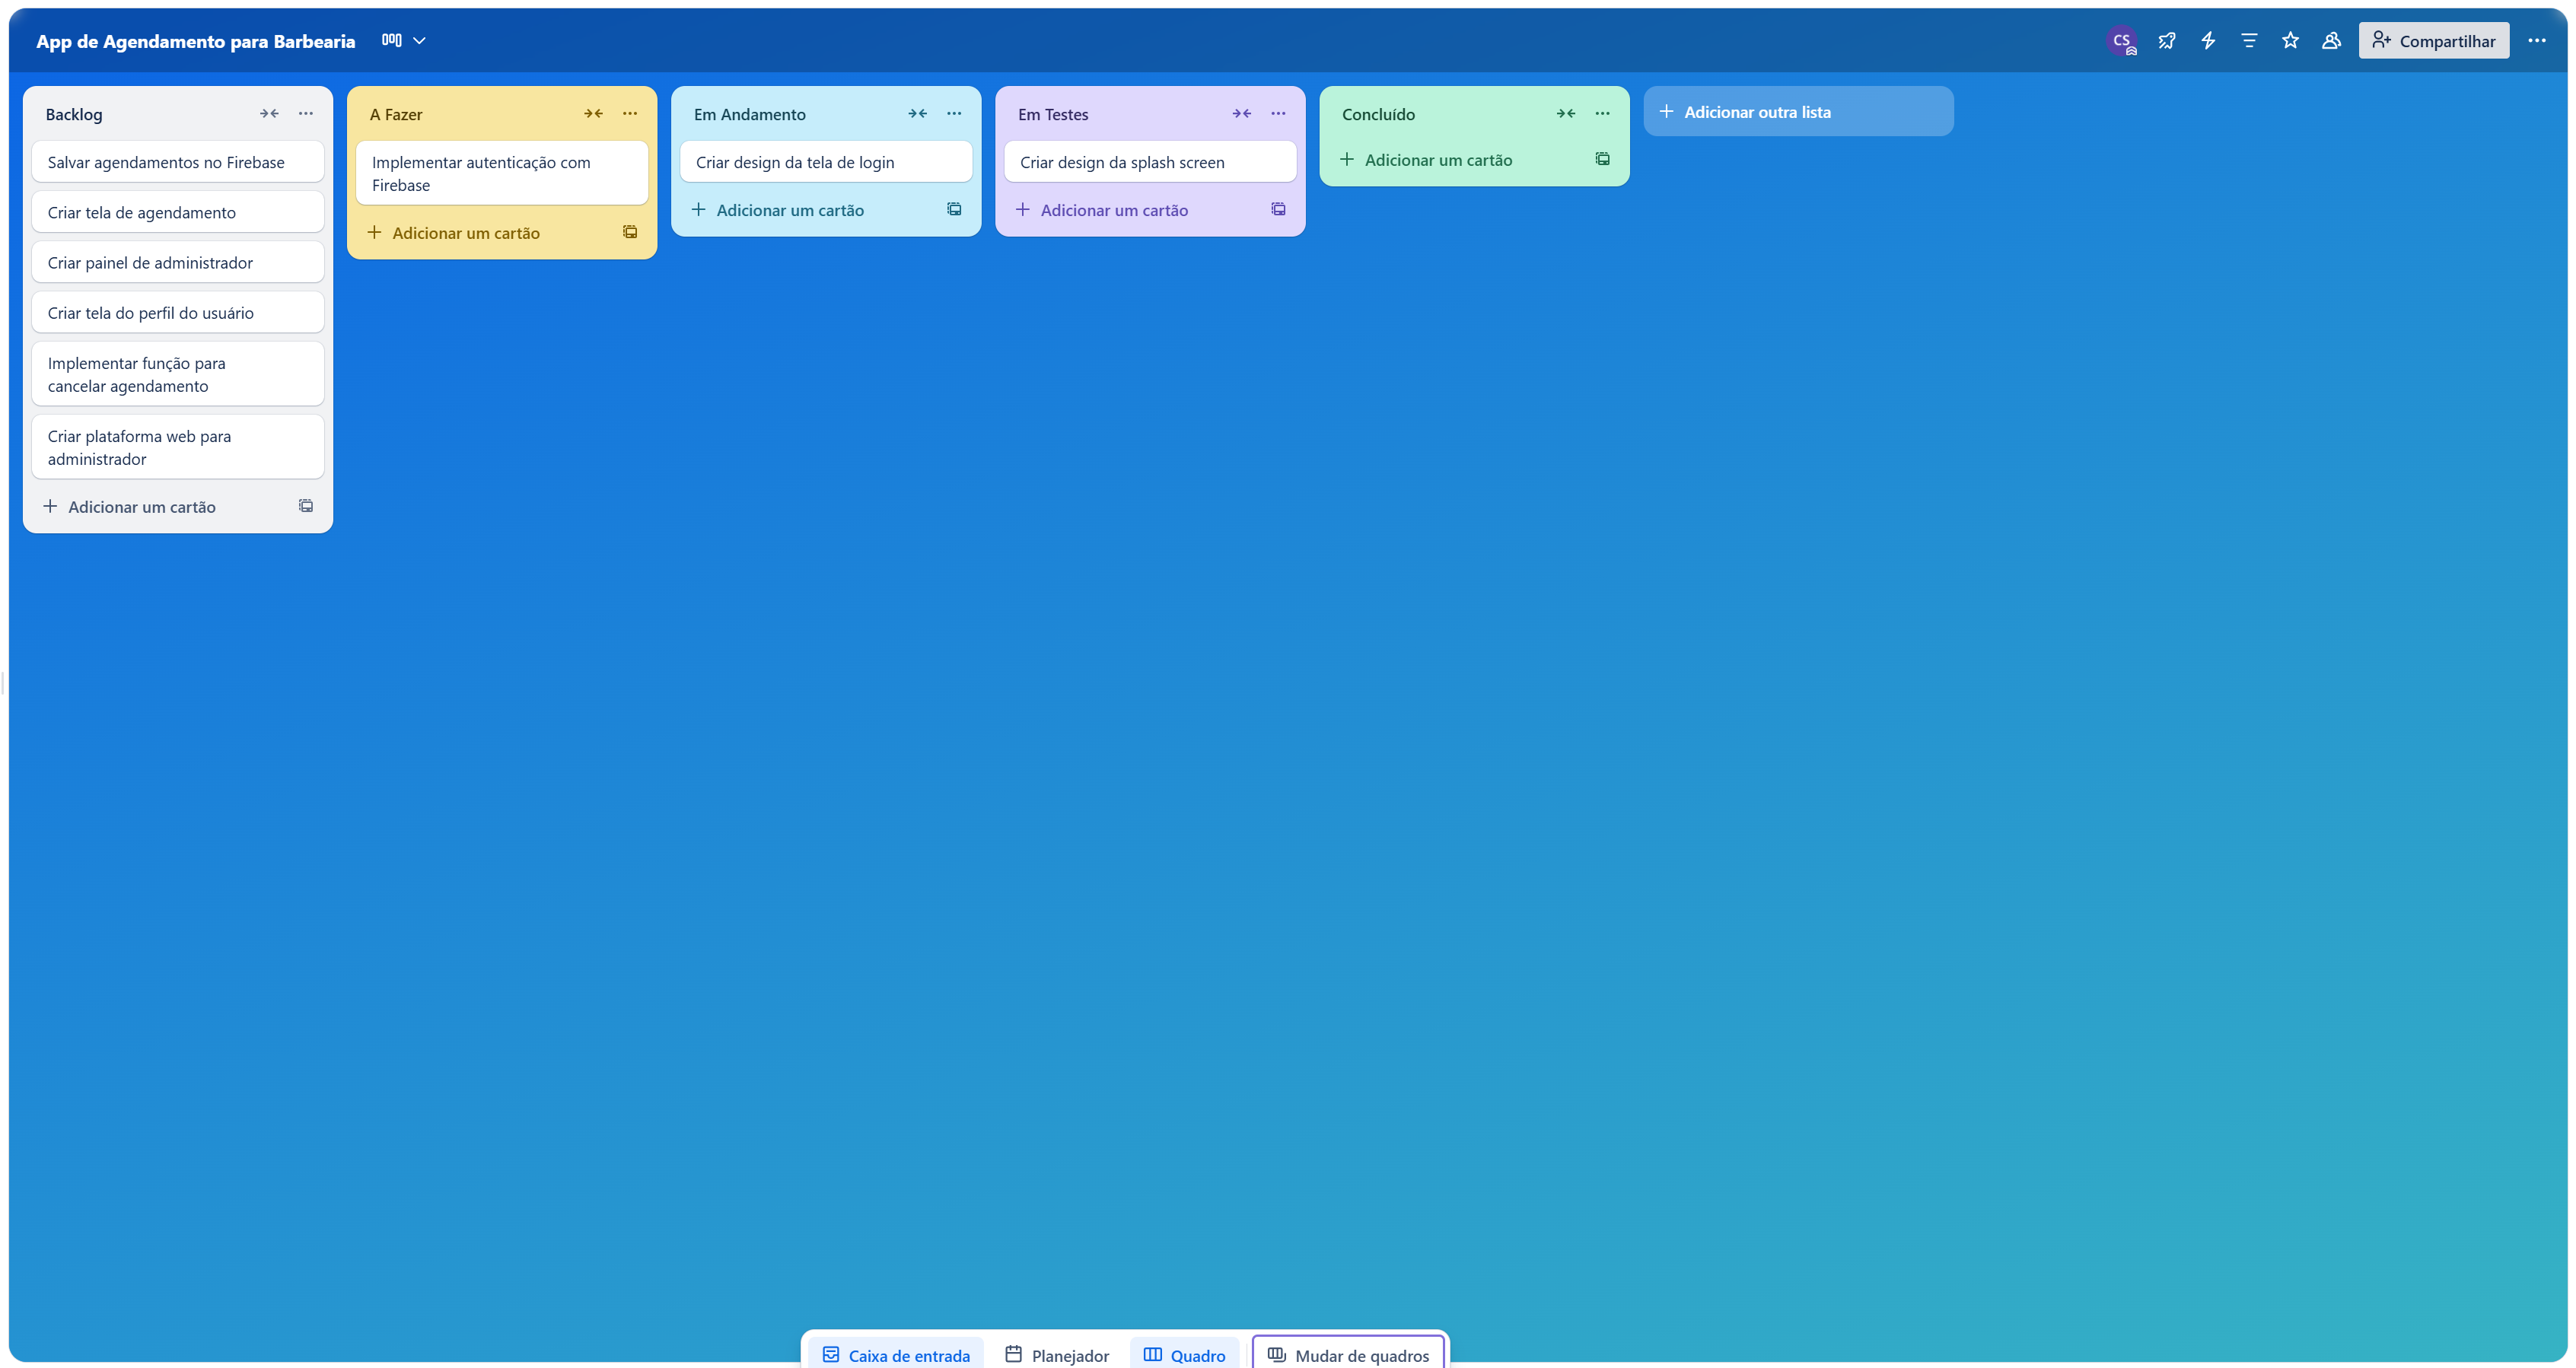 App de Agendamento para Barbearia
CS
Compartilhar
Backlog
Salvar agendamentos no Firebase
Criar tela de agendamento
Criar painel de administrador
Criar tela do perfil do usuário
Implementar função para
cancelar agendamento
Criar plataforma web para
administrador
Adicionar um cartão
A Fazer
Implementar autenticação com
Firebase
Adicionar um cartão
Em Andamento
Criar design da tela de login
Adicionar um cartão
Em Testes
Criar design da splash screen
Adicionar um cartão
Concluído
Adicionar um cartão
Adicionar outra lista
Caixa de entrada
Planejador
Quadro
Mudar de quadros